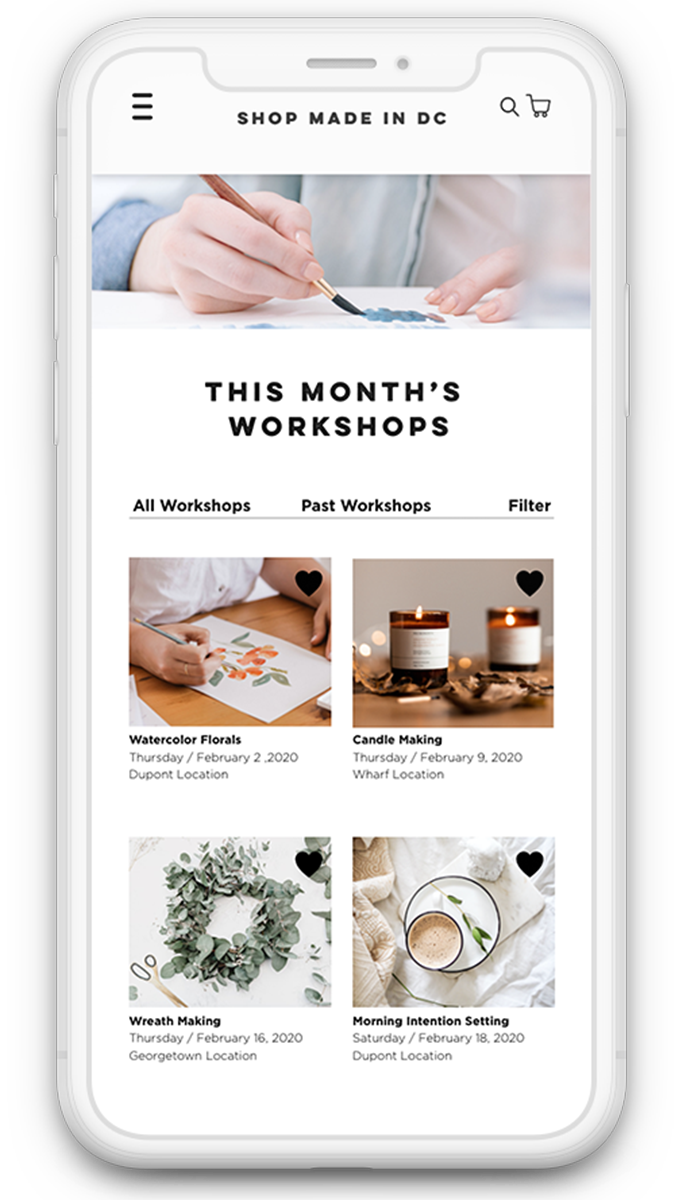 SHOP MADE IN DC
THIS MONTH'S
WORKSHOPS
All Workshops Past Workshops Filter
Watercolor Florals
Thursday / February 2 ,2020
Dupont Location
Candle Making
Thursday / February 9, 2020
Wharf Location
Wreath Making
Thursday / February 16, 2020
Georgetown Location
Morning Intention Setting
Saturday / February 18, 2020
Dupont Location